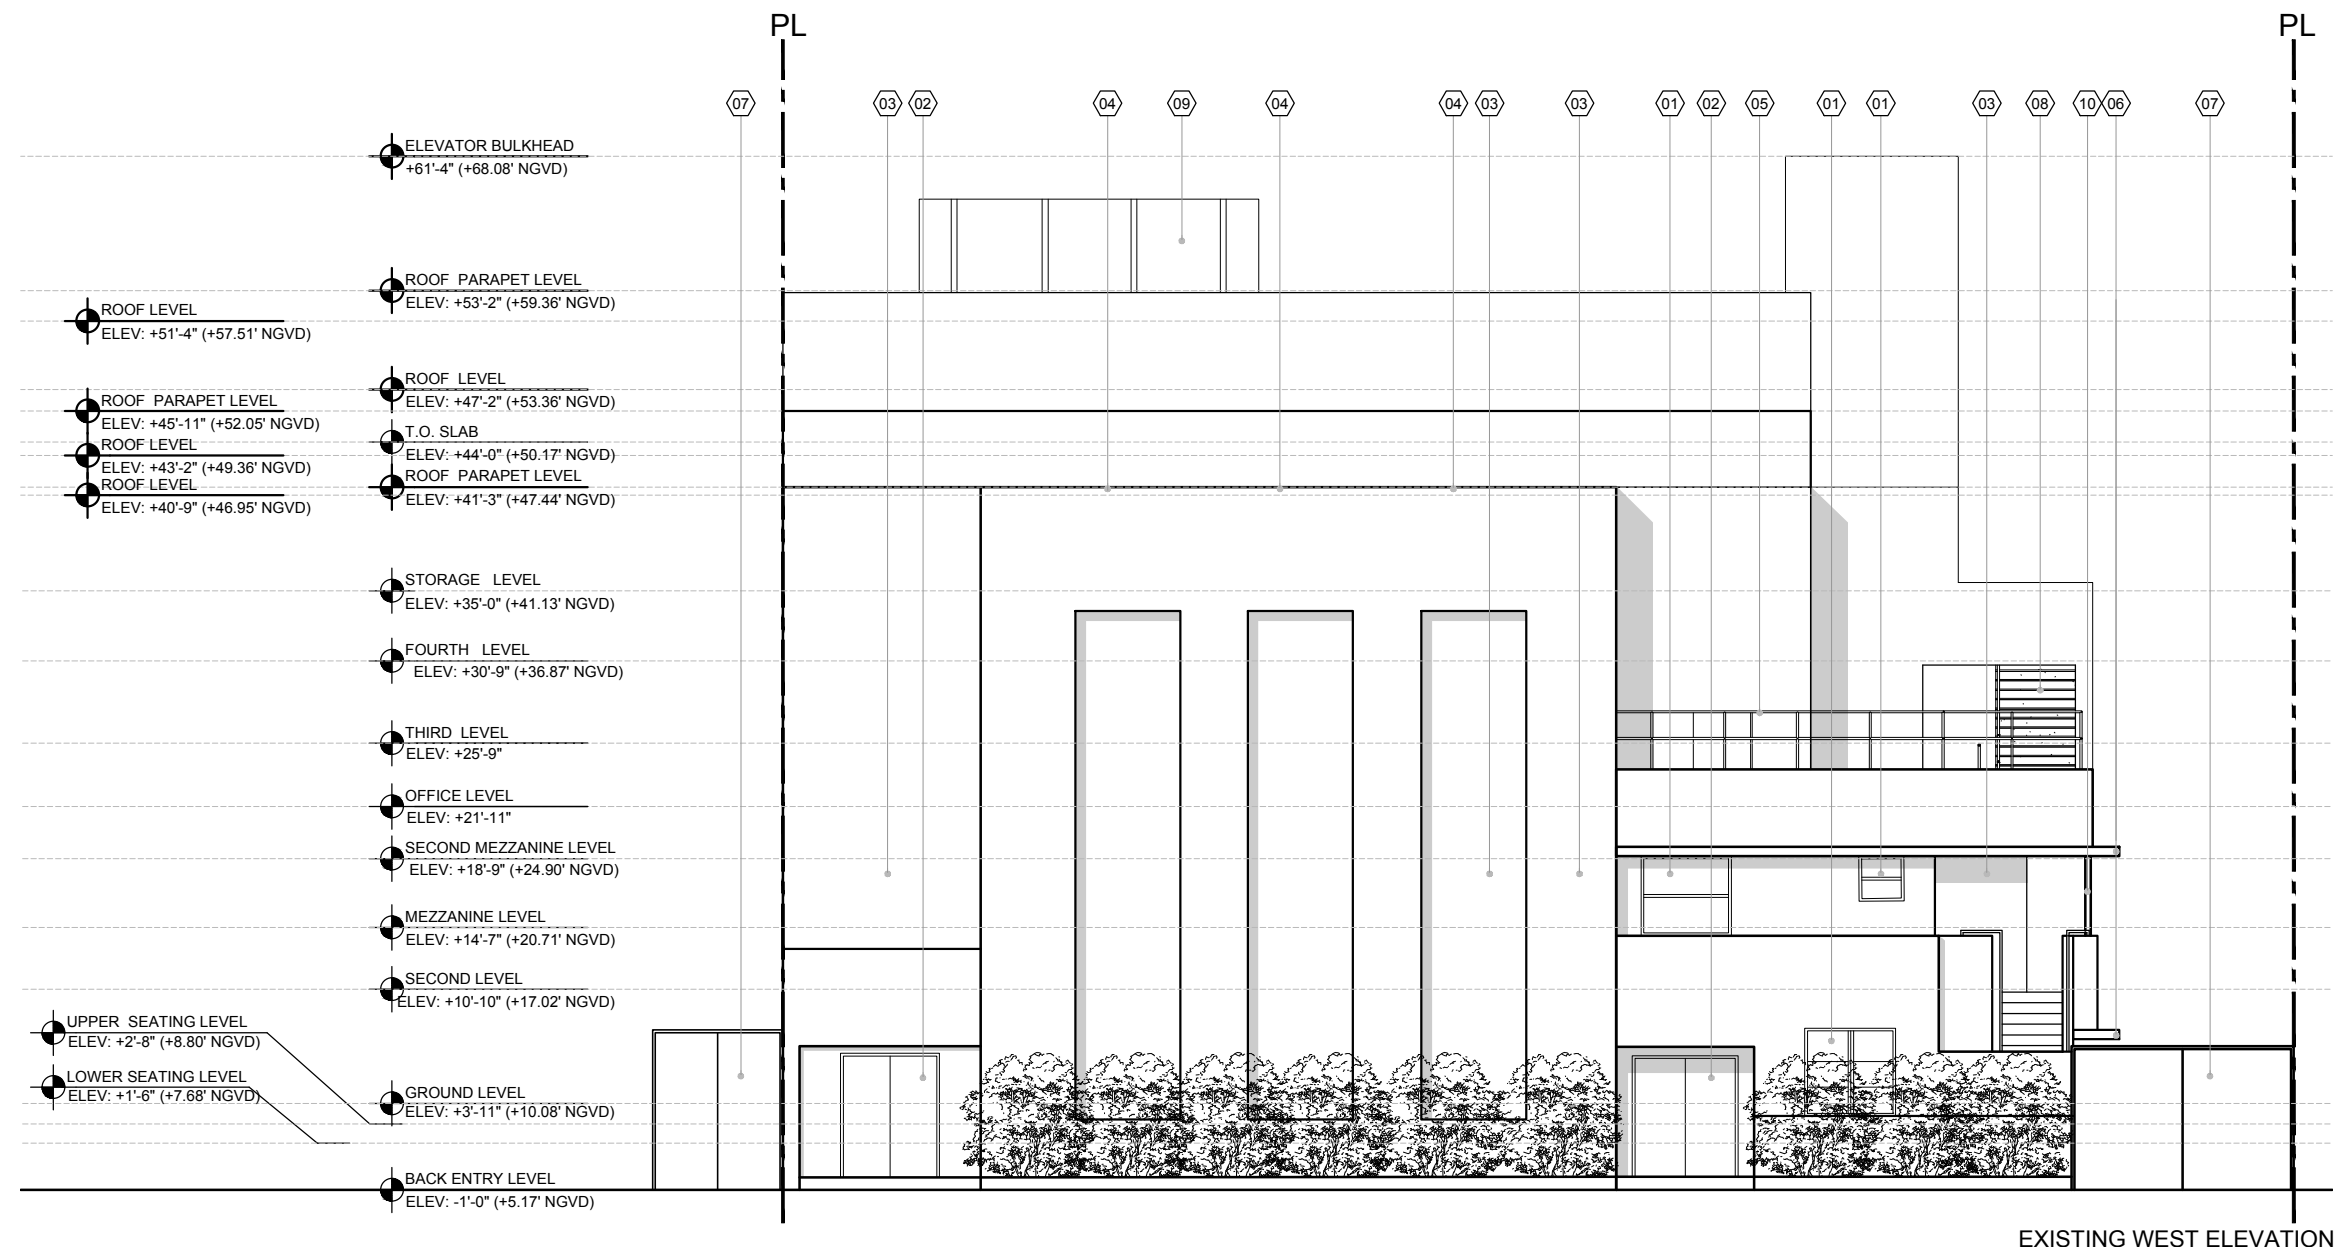 PL PL
07 03 02 04 09 04 04 03 03 01 02 05 01 01 03 08 10 06 07
ELEVATOR BULKHEAD
+61'-4" (+68.08' NGVD)
ROOF PARAPET LEVEL
ELEV: +53'-2" (+59.36' NGVD)
ROOF LEVEL
ELEV: +51'-4" (+57.51' NGVD)
ROOF LEVEL
ELEV: +47'-2" (+53.36' NGVD)
ROOF PARAPET LEVEL
ELEV: +45'-11" (+52.05' NGVD)
T.O. SLAB
ELEV: +44'-0" (+50.17' NGVD)
ROOF LEVEL
ELEV: +43'-2" (+49.36' NGVD)
ROOF PARAPET LEVEL
ELEV: +41'-3" (+47.44' NGVD)
ROOF LEVEL
ELEV: +40'-9" (+46.95' NGVD)
STORAGE LEVEL
ELEV: +35'-0" (+41.13' NGVD)
FOURTH LEVEL
ELEV: +30'-9" (+36.87' NGVD)
THIRD LEVEL
ELEV: +25'-9"
OFFICE LEVEL
ELEV: +21'-11"
SECOND MEZZANINE LEVEL
ELEV: +18'-9" (+24.90' NGVD)
MEZZANINE LEVEL
ELEV: +14'-7" (+20.71' NGVD)
SECOND LEVEL
ELEV: +10'-10" (+17.02' NGVD)
UPPER SEATING LEVEL
ELEV: +2'-8" (+8.80' NGVD)
LOWER SEATING LEVEL
ELEV: +1'-6" (+7.68' NGVD)
GROUND LEVEL
ELEV: +3'-11" (+10.08' NGVD)
BACK ENTRY LEVEL
ELEV: -1'-0" (+5.17' NGVD)
EXISTING WEST ELEVATION